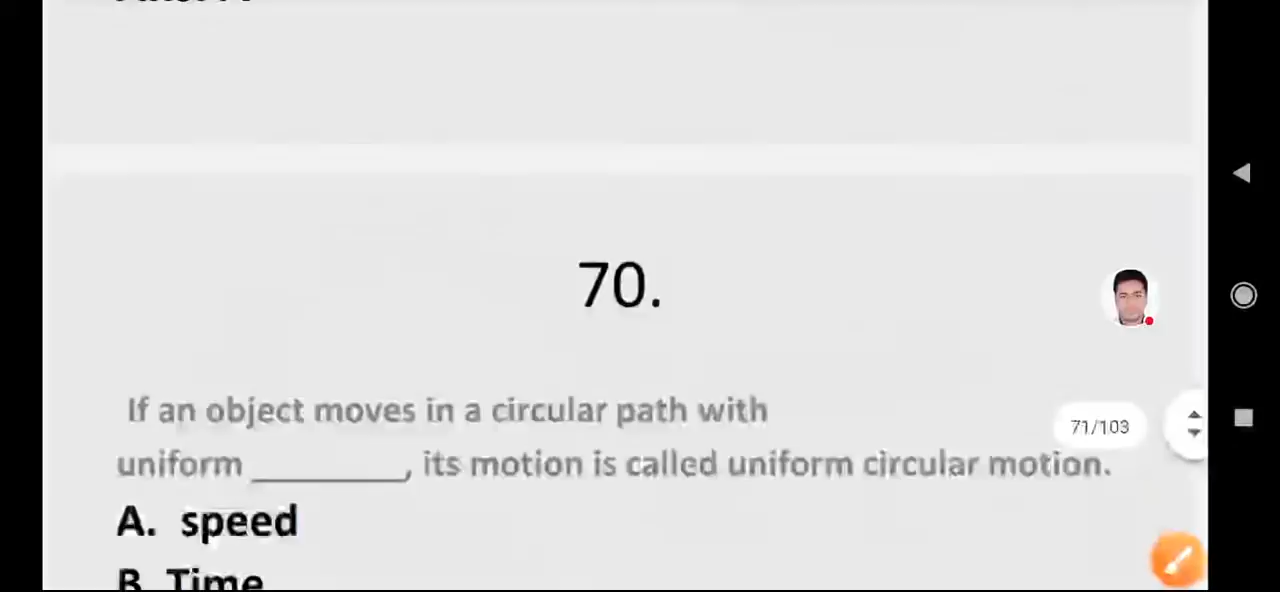 70.
If an object moves in a circular path with
uniform ________, its motion is called uniform circular motion.
71/103
A. speed
B. Time